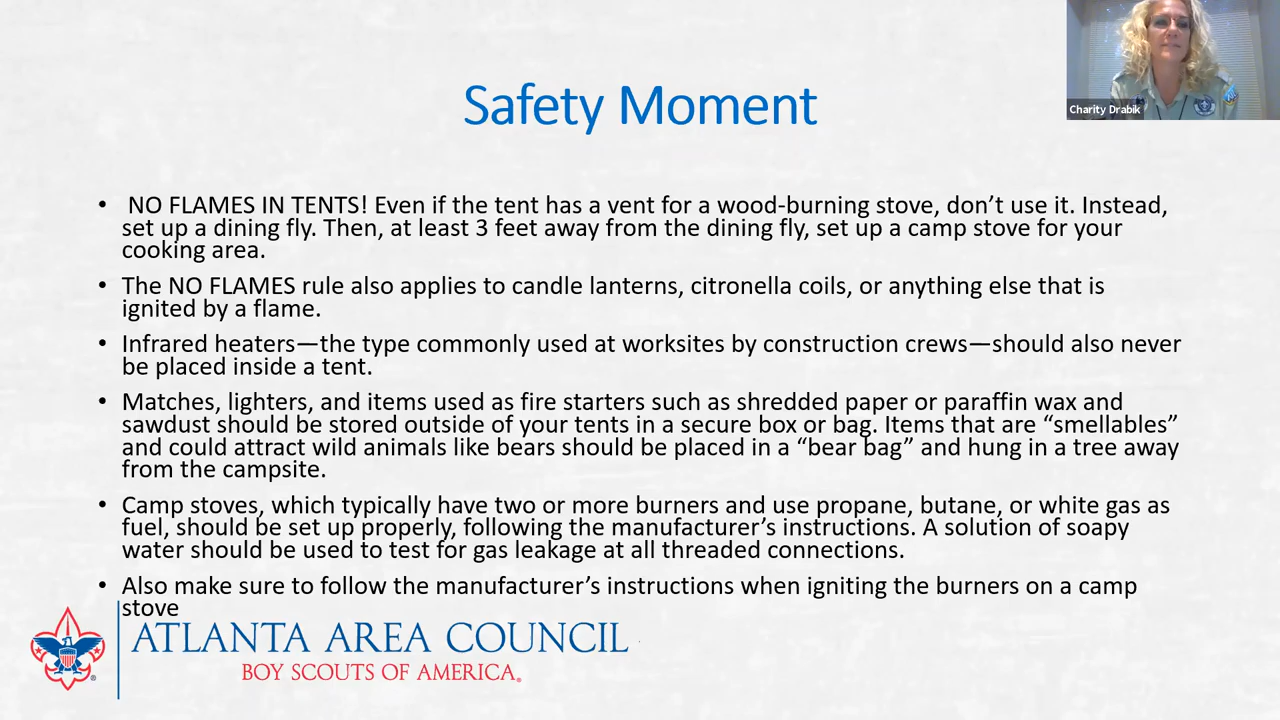 Charity Drabik
Safety Moment
• NO FLAMES IN TENTS! Even if the tent has a vent for a wood-burning stove, don’t use it. Instead,
set up a dining fly. Then, at least 3 feet away from the dining fly, set up a camp stove for your
cooking area.
• The NO FLAMES rule also applies to candle lanterns, citronella coils, or anything else that is
ignited by a flame.
• Infrared heaters—the type commonly used at worksites by construction crews—should also never
be placed inside a tent.
• Matches, lighters, and items used as fire starters such as shredded paper or paraffin wax and
sawdust should be stored outside of your tents in a secure box or bag. Items that are “smellables”
and could attract wild animals like bears should be placed in a “bear bag” and hung in a tree away
from the campsite.
• Camp stoves, which typically have two or more burners and use propane, butane, or white gas as
fuel, should be set up properly, following the manufacturer’s instructions. A solution of soapy
water should be used to test for gas leakage at all threaded connections.
• Also make sure to follow the manufacturer’s instructions when igniting the burners on a camp
stove
ATLANTA AREA COUNCIL
BOY SCOUTS OF AMERICA®